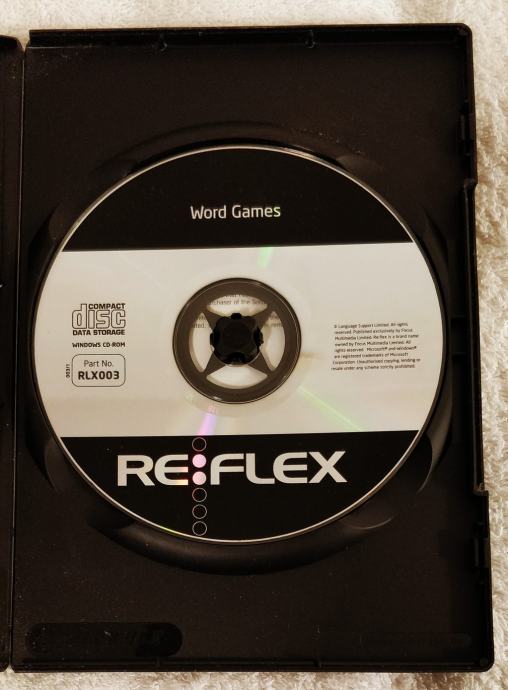 Word Games
COMPACT
disc
DATA STORAGE
WINDOWS CD-ROM
Part No.
RLX003
003/1
© Language Support Limited. All rights
reserved. Published exclusively by Focus
Multimedia Limited. Re:flex is a brand name
owned by Focus Multimedia Limited. All
rights reserved. Microsoft® and Windows®
are registered trademarks of Microsoft
Corporation. Unauthorised copying, lending or
resale under any scheme strictly prohibited.
RE:FLEX